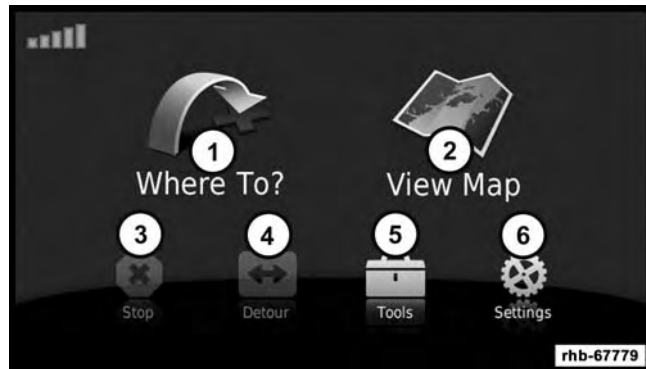 1
2
Where To?
View Map
3
4
5
6
Stop
Detour
Tools
Settings
rhb-67779